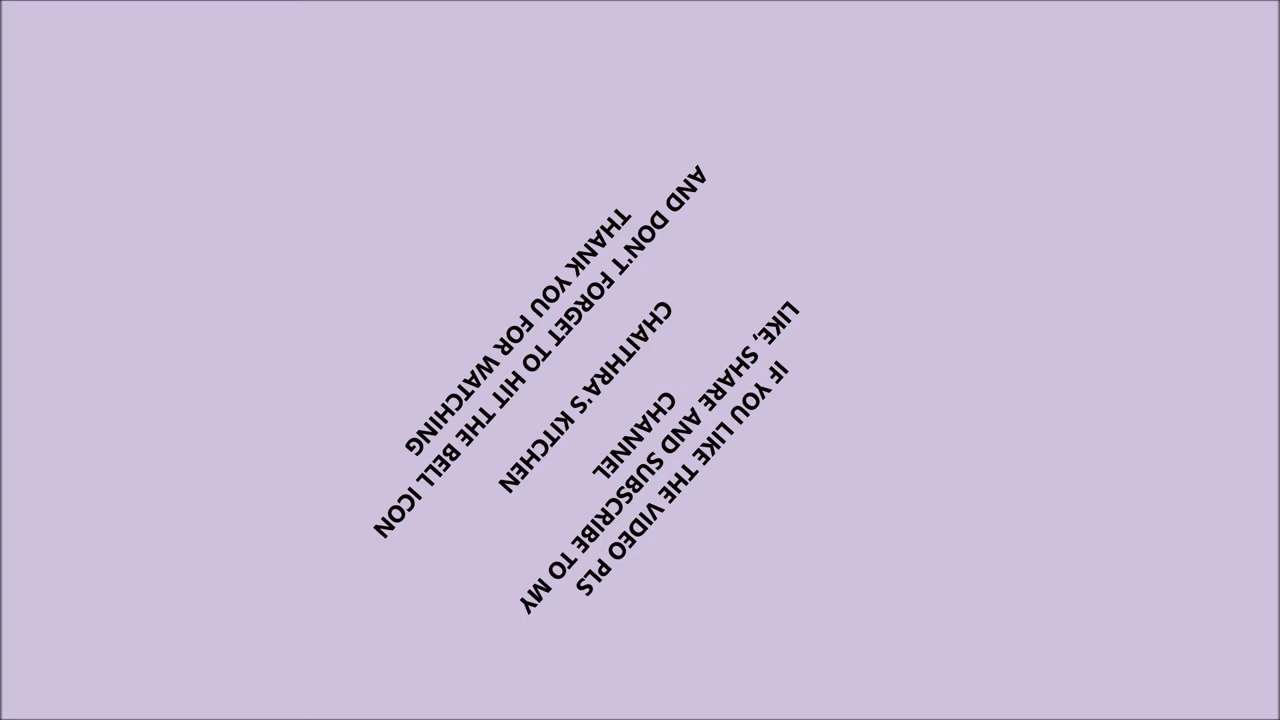 IF YOU LIKE THE VIDEO PLS
LIKE, SHARE AND SUBSCRIBE TO MY
CHANNEL
CHAITHRA'S KITCHEN
AND DON'T FORGET TO HIT THE BELL ICON
THANK YOU FOR WATCHING